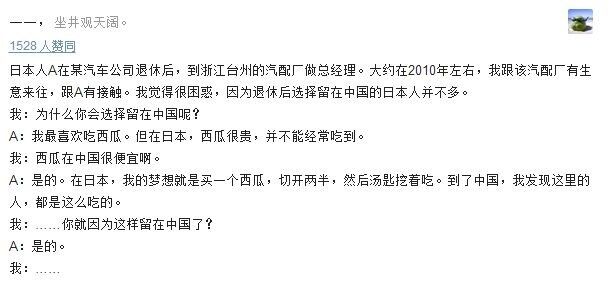 一一，坐井观天阔。
1528 人赞同
日本人A在某汽车公司退休后，到浙江台州的汽配厂做总经理。大约在2010年左右，我跟该汽配厂有生
意来往，跟A有接触。我觉得很困惑，因为退休后选择留在中国的日本人并不多。
我：为什么你会选择留在中国呢？
A：我最喜欢吃西瓜。但在日本，西瓜很贵，并不能经常吃到。
我：西瓜在中国很便宜啊。
A：是的。在日本，我的梦想就是买一个西瓜，切开两半，然后汤匙挖着吃。到了中国，我发现这里的
人，都是这么吃的。
我：……你就因为这样留在中国了？
A：是的。
我：……